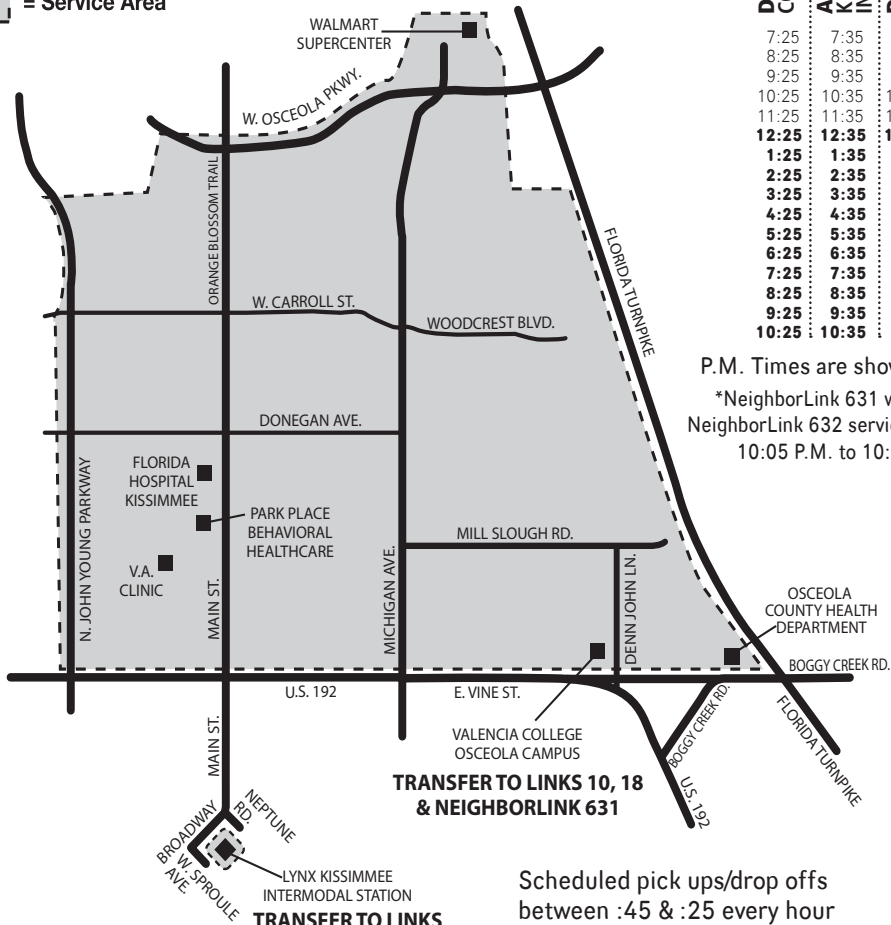 = Service Area
D
CO
A
K
IN
7:25 7:35
8:25 8:35
9:25 9:35
10:25 10:35 1
11:25 11:35 1
12:25 12:35 1
1:25 1:35
2:25 2:35
3:25 3:35
4:25 4:35
5:25 5:35
6:25 6:35
7:25 7:35
8:25 8:35
9:25 9:35
10:25 10:35
P.M. Times are show
*NeighborLink 631 w
NeighborLink 632 servic
10:05 P.M. to 10:
WALMART
SUPERCENTER
W. OSCEOLA PKWY.
ORANGE BLOSSOM TRAIL
FLORIDA TURNPIKE
W. CARROLL ST.
WOODCREST BLVD.
DONEGAN AVE.
FLORIDA
HOSPITAL
KISSIMMEE
PARK PLACE
BEHAVIORAL
HEALTHCARE
V.A.
CLINIC
N. JOHN YOUNG PARKWAY
MAIN ST.
MICHIGAN AVE.
MILL SLOUGH RD.
DENN JOHN LN.
OSCEOLA
COUNTY HEALTH
DEPARTMENT
BOGGY CREEK RD.
U.S. 192
E. VINE ST.
MAIN ST.
VALENCIA COLLEGE
OSCEOLA CAMPUS
BOGGY CREEK RD.
FLORIDA TURNPIKE
U.S. 192
TRANSFER TO LINKS 10, 18
& NEIGHBORLINK 631
BROADWAY
AVE.
NEPTUNE
RD.
W. SPROULE
LYNX KISSIMMEE
INTERMODAL STATION
TRANSFER TO LINKS
Scheduled pick ups/drop offs
between :45 & :25 every hour